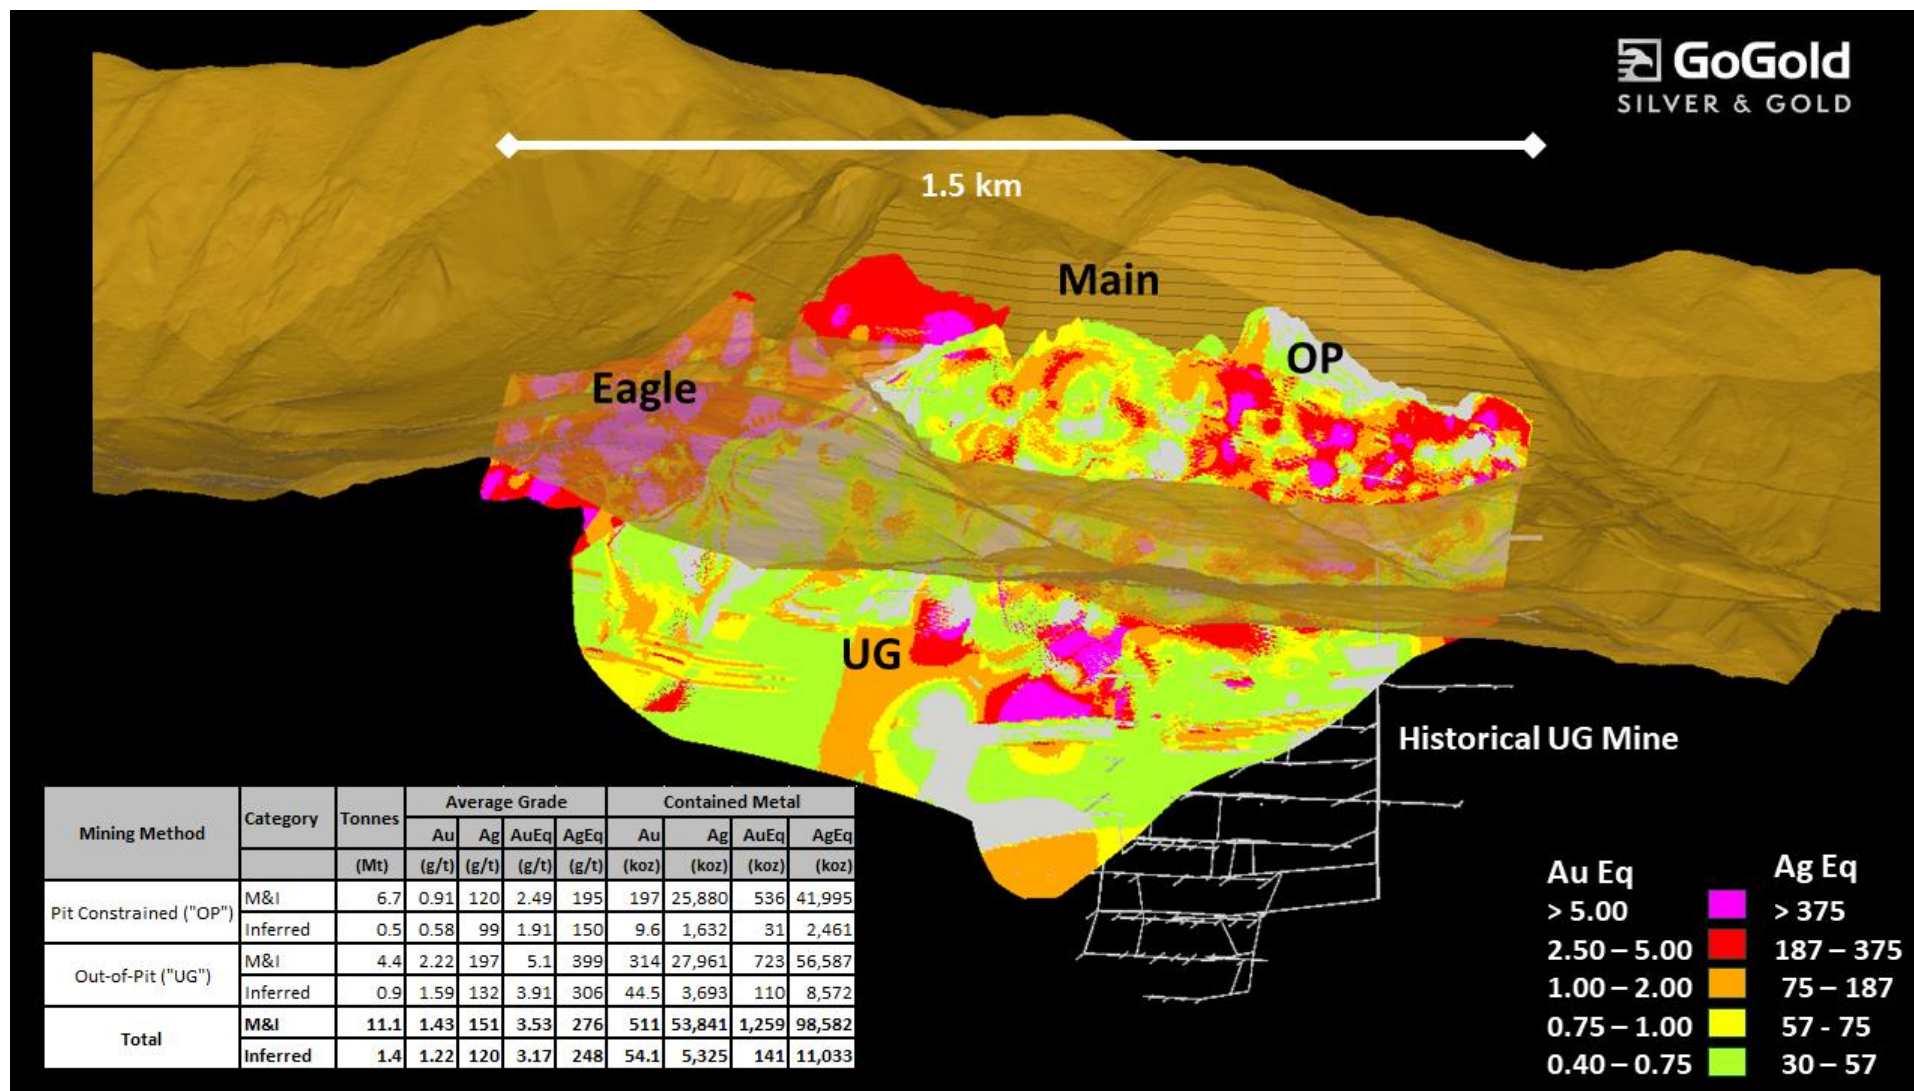 GoGold
SILVER & GOLD
1.5 km
Main
OP
Eagle
UG
Historical UG Mine
Mining Method Category Tonnes Average Grade Contained Metal
Au Ag AuEq AgEq Au Ag AuEq AgEq
(Mt) (g/t) (g/t) (g/t) (g/t) (koz) (koz) (koz) (koz)
Pit Constrained ("OP") M&I 6.7 0.91 120 2.49 195 197 25,880 536 41,995
Inferred 0.5 0.58 99 1.91 150 9.6 1,632 31 2,461
Out-of-Pit ("UG") M&I 4.4 2.22 197 5.1 399 314 27,961 723 56,587
Inferred 0.9 1.59 132 3.91 306 44.5 3,693 110 8,572
Total M&I 11.1 1.43 151 3.53 276 511 53,841 1,259 98,582
Inferred 1.4 1.22 120 3.17 248 54.1 5,325 141 11,033
Au Eq Ag Eq
> 5.00 > 375
2.50 – 5.00 187 – 375
1.00 – 2.00 75 – 187
0.75 – 1.00 57 - 75
0.40 – 0.75 30 – 57